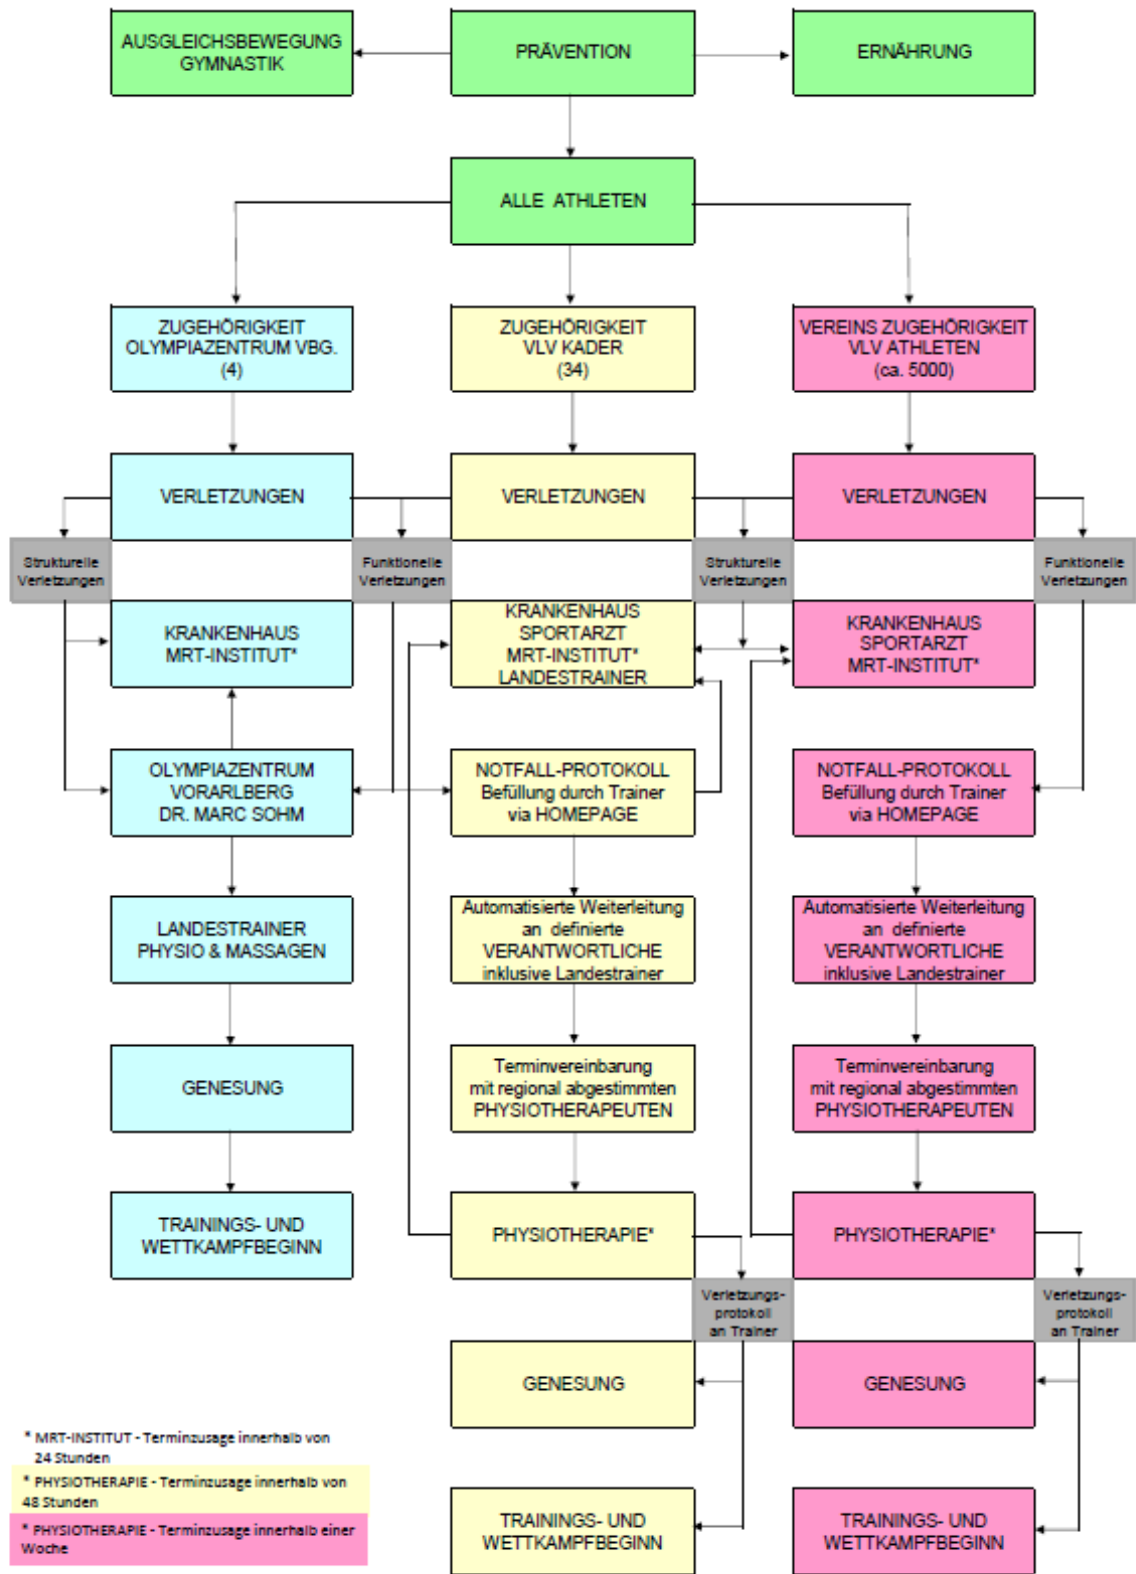 AUSGLEICHSBEWEGUNG
GYMNASTIK
PRÄVENTION
ERNÄHRUNG
ALLE ATHLETEN
ZUGEHÖRIGKEIT
OLYMPIAZENTRUM VBG.
(4)
ZUGEHÖRIGKEIT
VLV KADER
(34)
VEREINS ZUGEHÖRIGKEIT
VLV ATHLETEN
(ca. 5000)
VERLETZUNGEN
VERLETZUNGEN
VERLETZUNGEN
Strukturelle
Verletzungen
Funktionelle
Verletzungen
Strukturelle
Verletzungen
Funktionelle
Verletzungen
KRANKENHAUS
MRT-INSTITUT*
KRANKENHAUS
SPORTARZT
MRT-INSTITUT*
LANDESTRAINER
KRANKENHAUS
SPORTARZT
MRT-INSTITUT*
OLYMPIAZENTRUM
VORARLBERG
DR. MARC SOHM
NOTFALL-PROTOKOLL
Befüllung durch Trainer
via HOMEPAGE
NOTFALL-PROTOKOLL
Befüllung durch Trainer
via HOMEPAGE
LANDESTRAINER
PHYSIO & MASSAGEN
Automatisierte Weiterleitung
an definierte
VERANTWORTLICHE
inklusive Landestrainer
Automatisierte Weiterleitung
an definierte
VERANTWORTLICHE
inklusive Landestrainer
GENESUNG
Terminvereinbarung
mit regional abgestimmten
PHYSIOTHERAPEUTEN
Terminvereinbarung
mit regional abgestimmten
PHYSIOTHERAPEUTEN
TRAININGS- UND
WETTKAMPFBEGINN
PHYSIOTHERAPIE*
PHYSIOTHERAPIE*
Verletzungs-
protokoll
an Trainer
Verletzungs-
protokoll
an Trainer
GENESUNG
GENESUNG
* MRT-INSTITUT - Terminzusage innerhalb von
24 Stunden
* PHYSIOTHERAPIE - Terminzusage innerhalb von
48 Stunden
* PHYSIOTHERAPIE - Terminzusage innerhalb einer
Woche
TRAININGS- UND
WETTKAMPFBEGINN
TRAININGS- UND
WETTKAMPFBEGINN